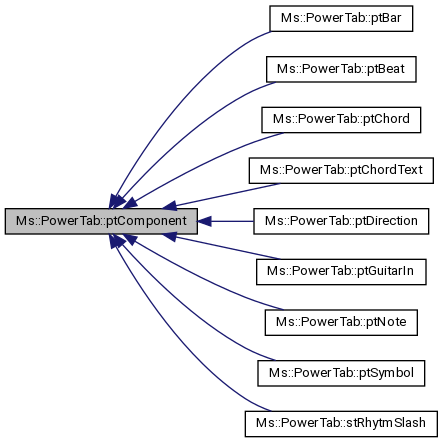 Ms::PowerTab::ptBar
Ms::PowerTab::ptBeat
Ms::PowerTab::ptChord
Ms::PowerTab::ptChordText
Ms::PowerTab::ptComponent
Ms::PowerTab::ptDirection
Ms::PowerTab::ptGuitarIn
Ms::PowerTab::ptNote
Ms::PowerTab::ptSymbol
Ms::PowerTab::stRhytmSlash